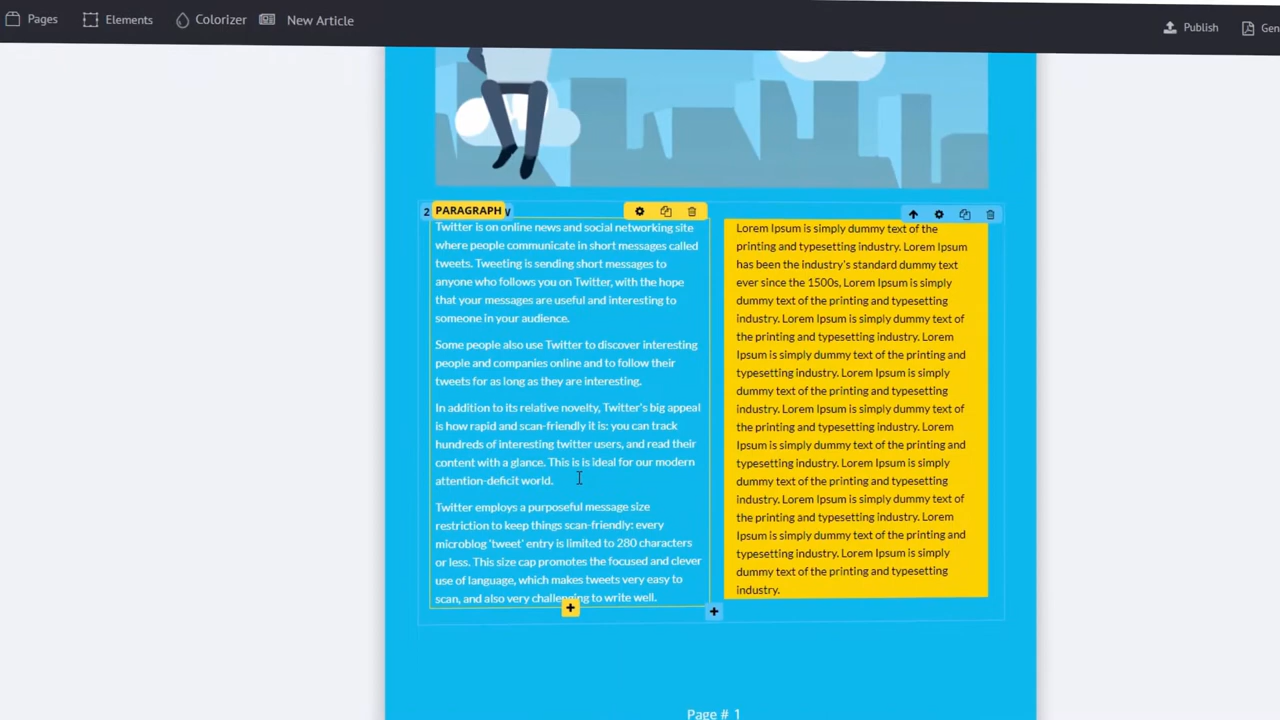 Pages
Elements
Colorizer
New Article
Publish
2
PARAGRAPH
Twitter is on online news and social networking site
where people communicate in short messages called
tweets. Tweeting is sending short messages to
anyone who follows you on Twitter, with the hope
that your messages are useful and interesting to
someone in your audience.
Some people also use Twitter to discover interesting
people and companies online and to follow their
tweets for as long as they are interesting.
In addition to its relative novelty, Twitter's big appeal
is how rapid and scan-friendly it is: you can track
hundreds of interesting twitter users, and read their
content with a glance. This is is ideal for our modern
attention-deficit world.
Twitter employs a purposeful message size
restriction to keep things scan-friendly: every
microblog 'tweet' entry is limited to 280 characters
or less. This size cap promotes the focused and clever
use of language, which makes tweets very easy to
scan, and also very challenging to write well.
Lorem Ipsum is simply dummy text of the
printing and typesetting industry. Lorem Ipsum
has been the industry's standard dummy text
ever since the 1500s, Lorem Ipsum is simply
dummy text of the printing and typesetting
industry. Lorem Ipsum is simply dummy text of
the printing and typesetting industry. Lorem
Ipsum is simply dummy text of the printing and
typesetting industry. Lorem Ipsum is simply
dummy text of the printing and typesetting
industry. Lorem Ipsum is simply dummy text of
the printing and typesetting industry. Lorem
Ipsum is simply dummy text of the printing and
typesetting industry. Lorem Ipsum is simply
dummy text of the printing and typesetting
industry. Lorem Ipsum is simply dummy text of
the printing and typesetting industry. Lorem
Ipsum is simply dummy text of the printing and
typesetting industry. Lorem Ipsum is simply
dummy text of the printing and typesetting
industry.
Page # 1